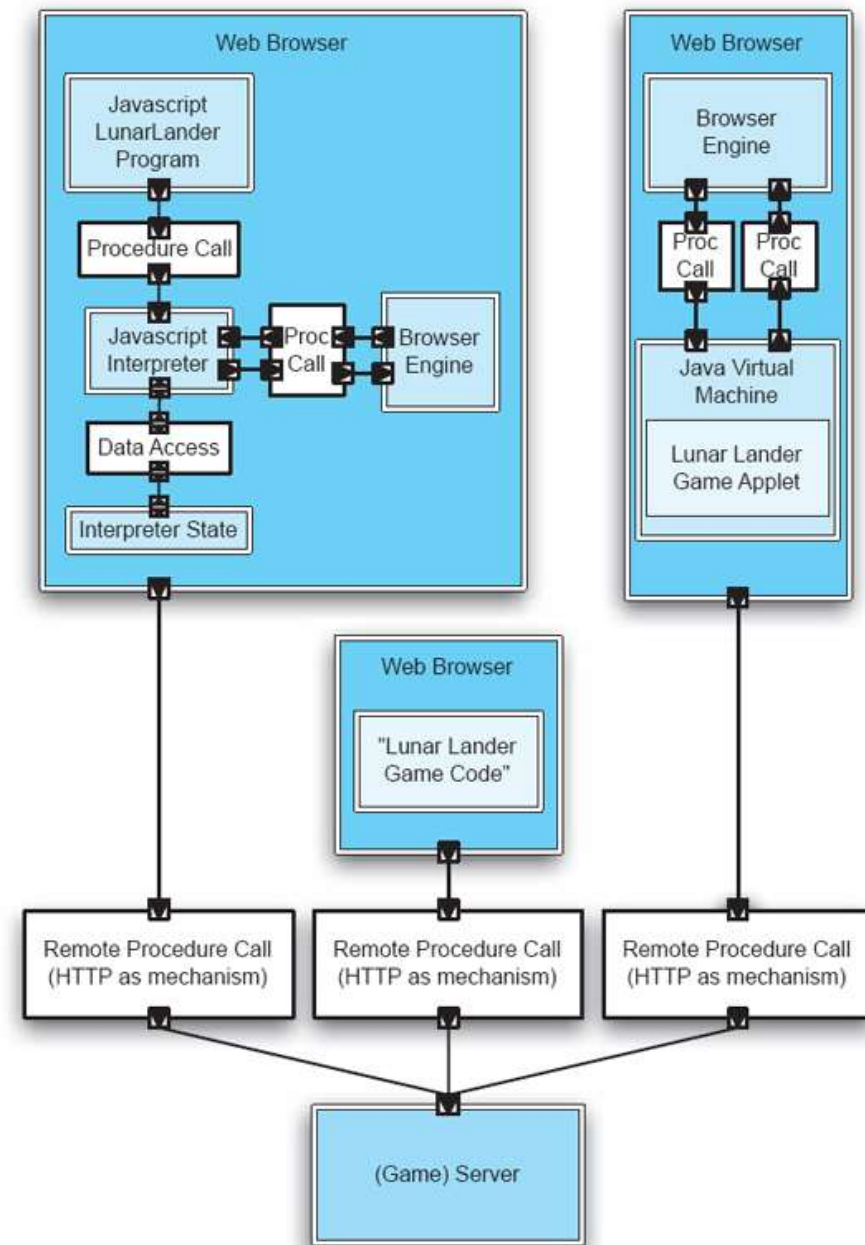 Web Browser
Javascript
LunarLander
Program
Procedure Call
Javascript
Interpreter
Proc
Call
Browser
Engine
Data Access
Interpreter State
Web Browser
Browser
Engine
Proc
Call
Proc
Call
Java Virtual
Machine
Lunar Lander
Game Applet
Web Browser
"Lunar Lander
Game Code"
Remote Procedure Call
(HTTP as mechanism)
Remote Procedure Call
(HTTP as mechanism)
Remote Procedure Call
(HTTP as mechanism)
(Game) Server